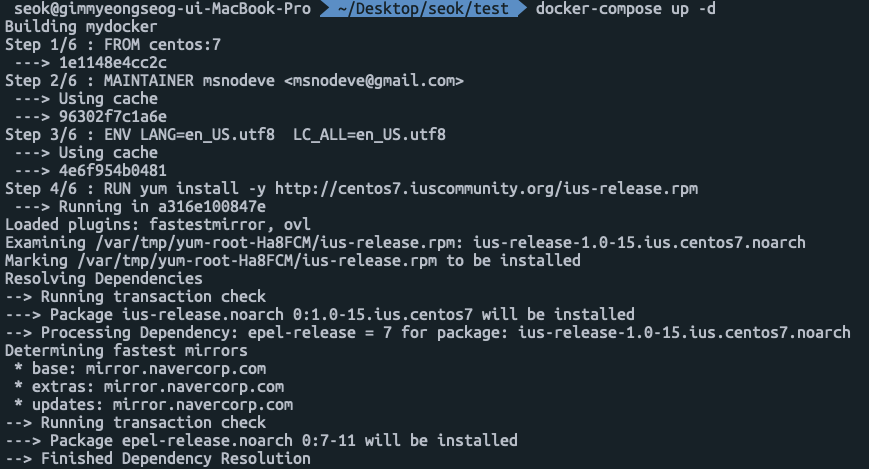 seok@gimmyeongseog-ui-MacBook-Pro ~/Desktop/seok/test docker-compose up -d
Building mydocker
Step 1/6 : FROM centos:7
 ---> 1e1148e4cc2c
Step 2/6 : MAINTAINER msnodeve <msnodeve@gmail.com>
 ---> Using cache
 ---> 96302f7c1a6e
Step 3/6 : ENV LANG=en_US.utf8  LC_ALL=en_US.utf8
 ---> Using cache
 ---> 4e6f954b0481
Step 4/6 : RUN yum install -y http://centos7.iuscommunity.org/ius-release.rpm
 ---> Running in a316e100847e
Loaded plugins: fastestmirror, ovl
Examining /var/tmp/yum-root-Ha8FCM/ius-release.rpm: ius-release-1.0-15.ius.centos7.noarch
Marking /var/tmp/yum-root-Ha8FCM/ius-release.rpm to be installed
Resolving Dependencies
--> Running transaction check
---> Package ius-release.noarch 0:1.0-15.ius.centos7 will be installed
--> Processing Dependency: epel-release = 7 for package: ius-release-1.0-15.ius.centos7.noarch
Determining fastest mirrors
 * base: mirror.navercorp.com
 * extras: mirror.navercorp.com
 * updates: mirror.navercorp.com
--> Running transaction check
---> Package epel-release.noarch 0:7-11 will be installed
--> Finished Dependency Resolution